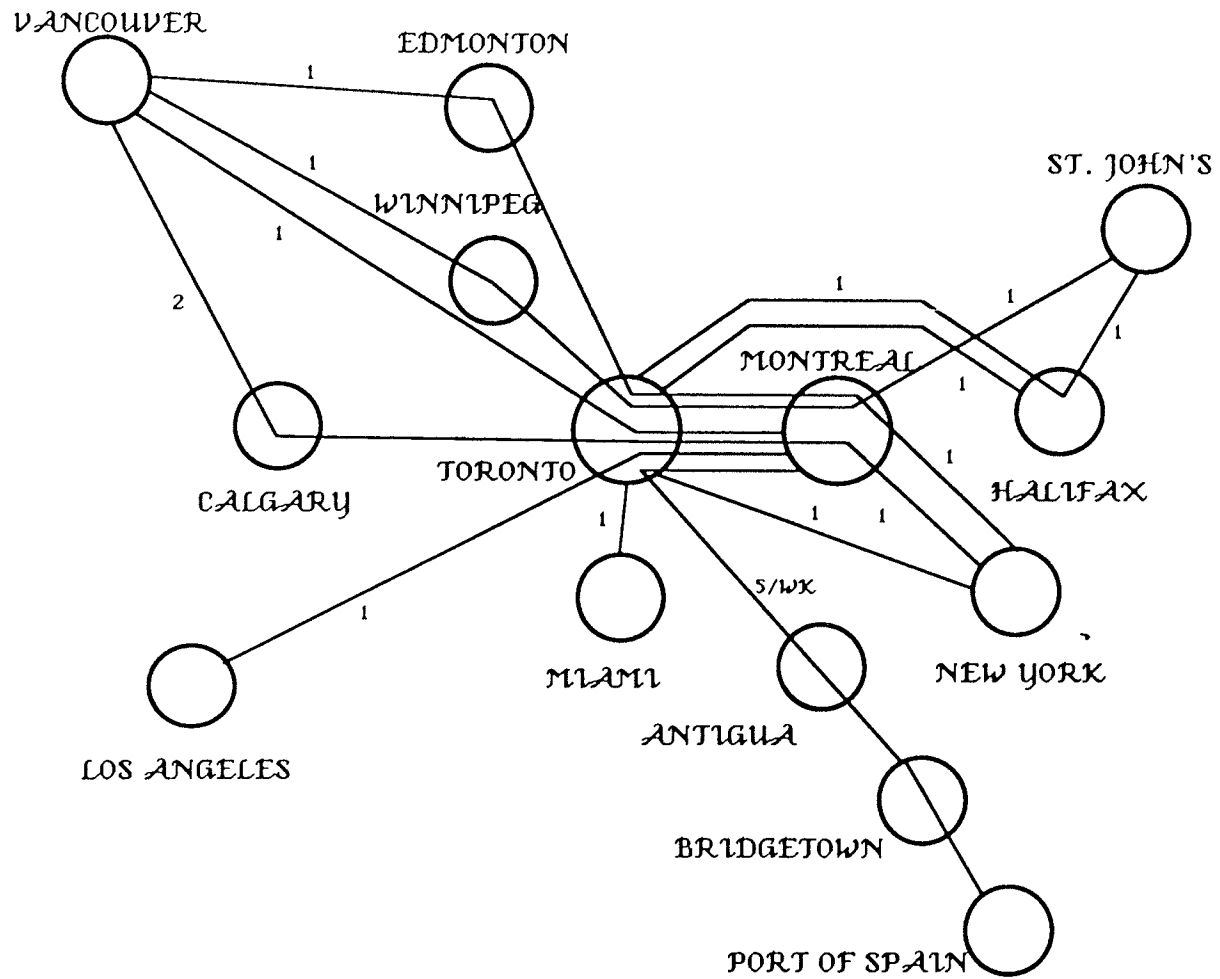 VANCOUVER
EDMONTON
1
ST. JOHN'S
1
WINNIPEG
1
2
1
1
1
MONTREAL
1
TORONTO
1
HALIFAX
CALGARY
1
1
1
5/WK
1
MIAMI
NEW YORK
ANTIGUA
LOS ANGELES
BRIDGETOWN
PORT OF SPAIN